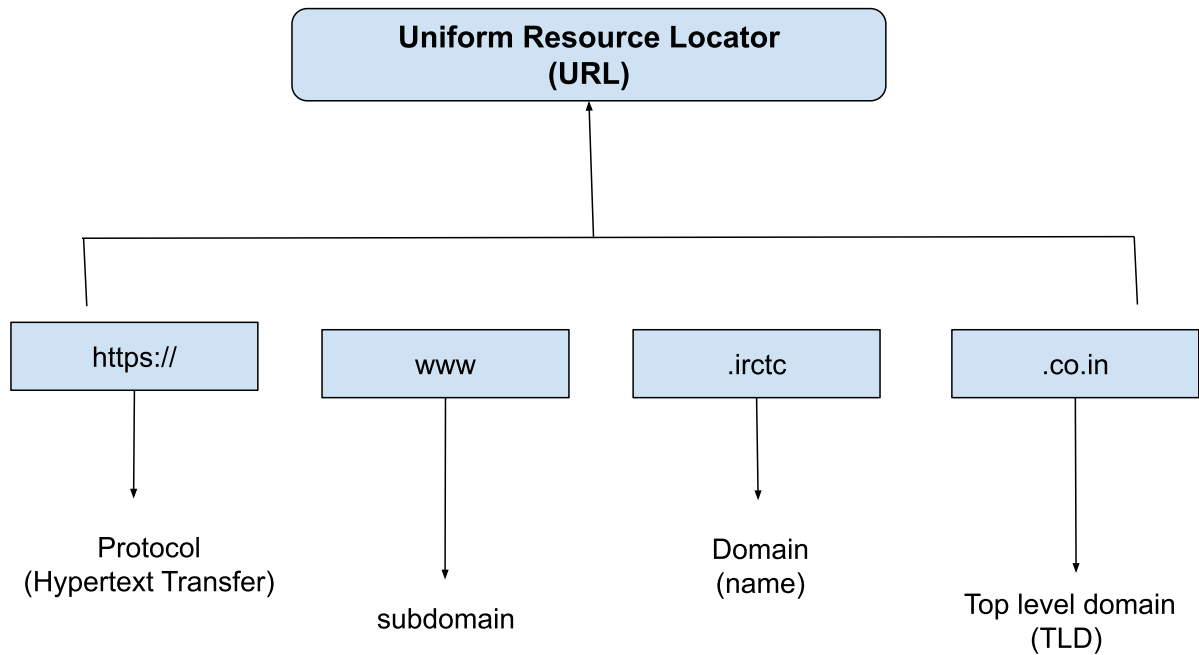 Uniform Resource Locator
(URL)
https://
www
.irctc
.co.in
Protocol
(Hypertext Transfer)
subdomain
Domain
(name)
Top level domain
(TLD)